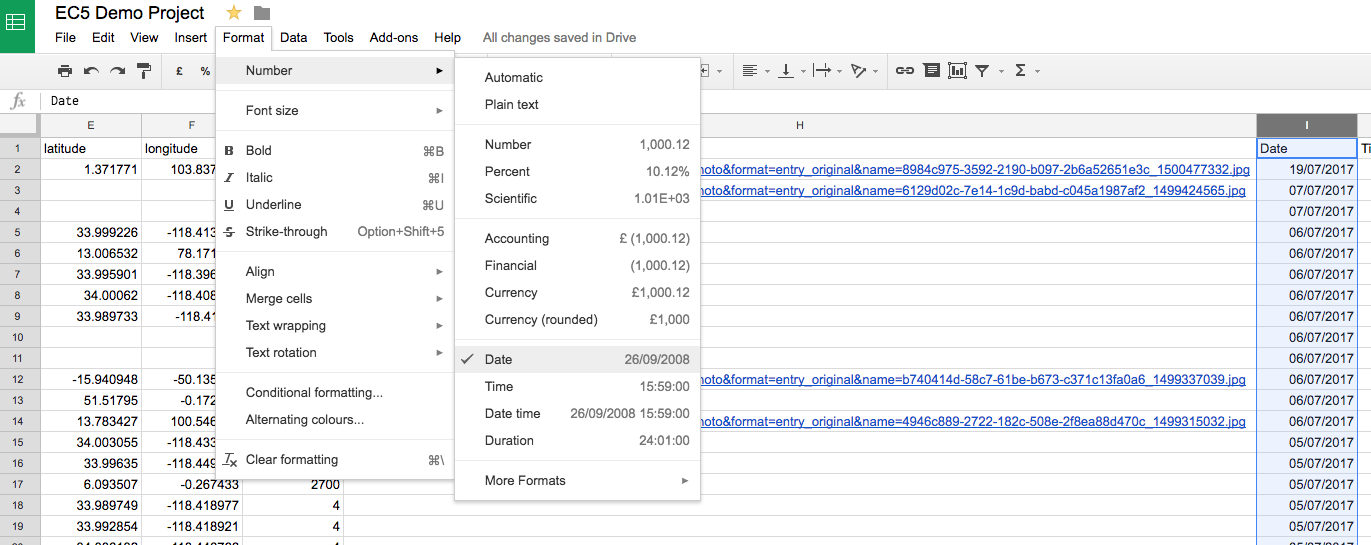 EC5 Demo Project
File Edit View Insert Format Data Tools Add-ons Help All changes saved in Drive
£ %
fx Date
Number
Font size
Bold ⌘B
Italic ⌘I
Underline ⌘U
Strike-through Option+Shift+5
Align
Merge cells
Text wrapping
Text rotation
Conditional formatting...
Alternating colours...
Clear formatting ⌘\
Automatic
Plain text
Number 1,000.12
Percent 10.12%
Scientific 1.01E+03
Accounting £ (1,000.12)
Financial (1,000.12)
Currency £1,000.12
Currency (rounded) £1,000
Date 26/09/2008
Time 15:59:00
Date time 26/09/2008 15:59:00
Duration 24:01:00
More Formats
E F H I
1 latitude longitude Date Ti
2 1.371771 103.837 hoto&format=entry_original&name=8984c975-3592-2190-b097-2b6a52651e3c_1500477332.jpg 19/07/2017
3 hoto&format=entry_original&name=6129d02c-7e14-1c9d-babd-c045a1987af2_1499424565.jpg 07/07/2017
4 07/07/2017
5 33.999226 -118.413 06/07/2017
6 13.006532 78.171 06/07/2017
7 33.995901 -118.396 06/07/2017
8 34.00062 -118.408 06/07/2017
9 33.989733 -118.41 06/07/2017
10 06/07/2017
11 06/07/2017
12 -15.940948 -50.135 hoto&format=entry_original&name=b740414d-58c7-61be-b673-c371c13fa0a6_1499337039.jpg 06/07/2017
13 51.51795 -0.172 06/07/2017
14 13.783427 100.546 hoto&format=entry_original&name=4946c889-2722-182c-508e-2f8ea88d470c_1499315032.jpg 06/07/2017
15 34.003055 -118.433 05/07/2017
16 33.99635 -118.449 05/07/2017
17 6.093507 -0.267433 2700 05/07/2017
18 33.989749 -118.418977 4 05/07/2017
19 33.992854 -118.418921 4 05/07/2017